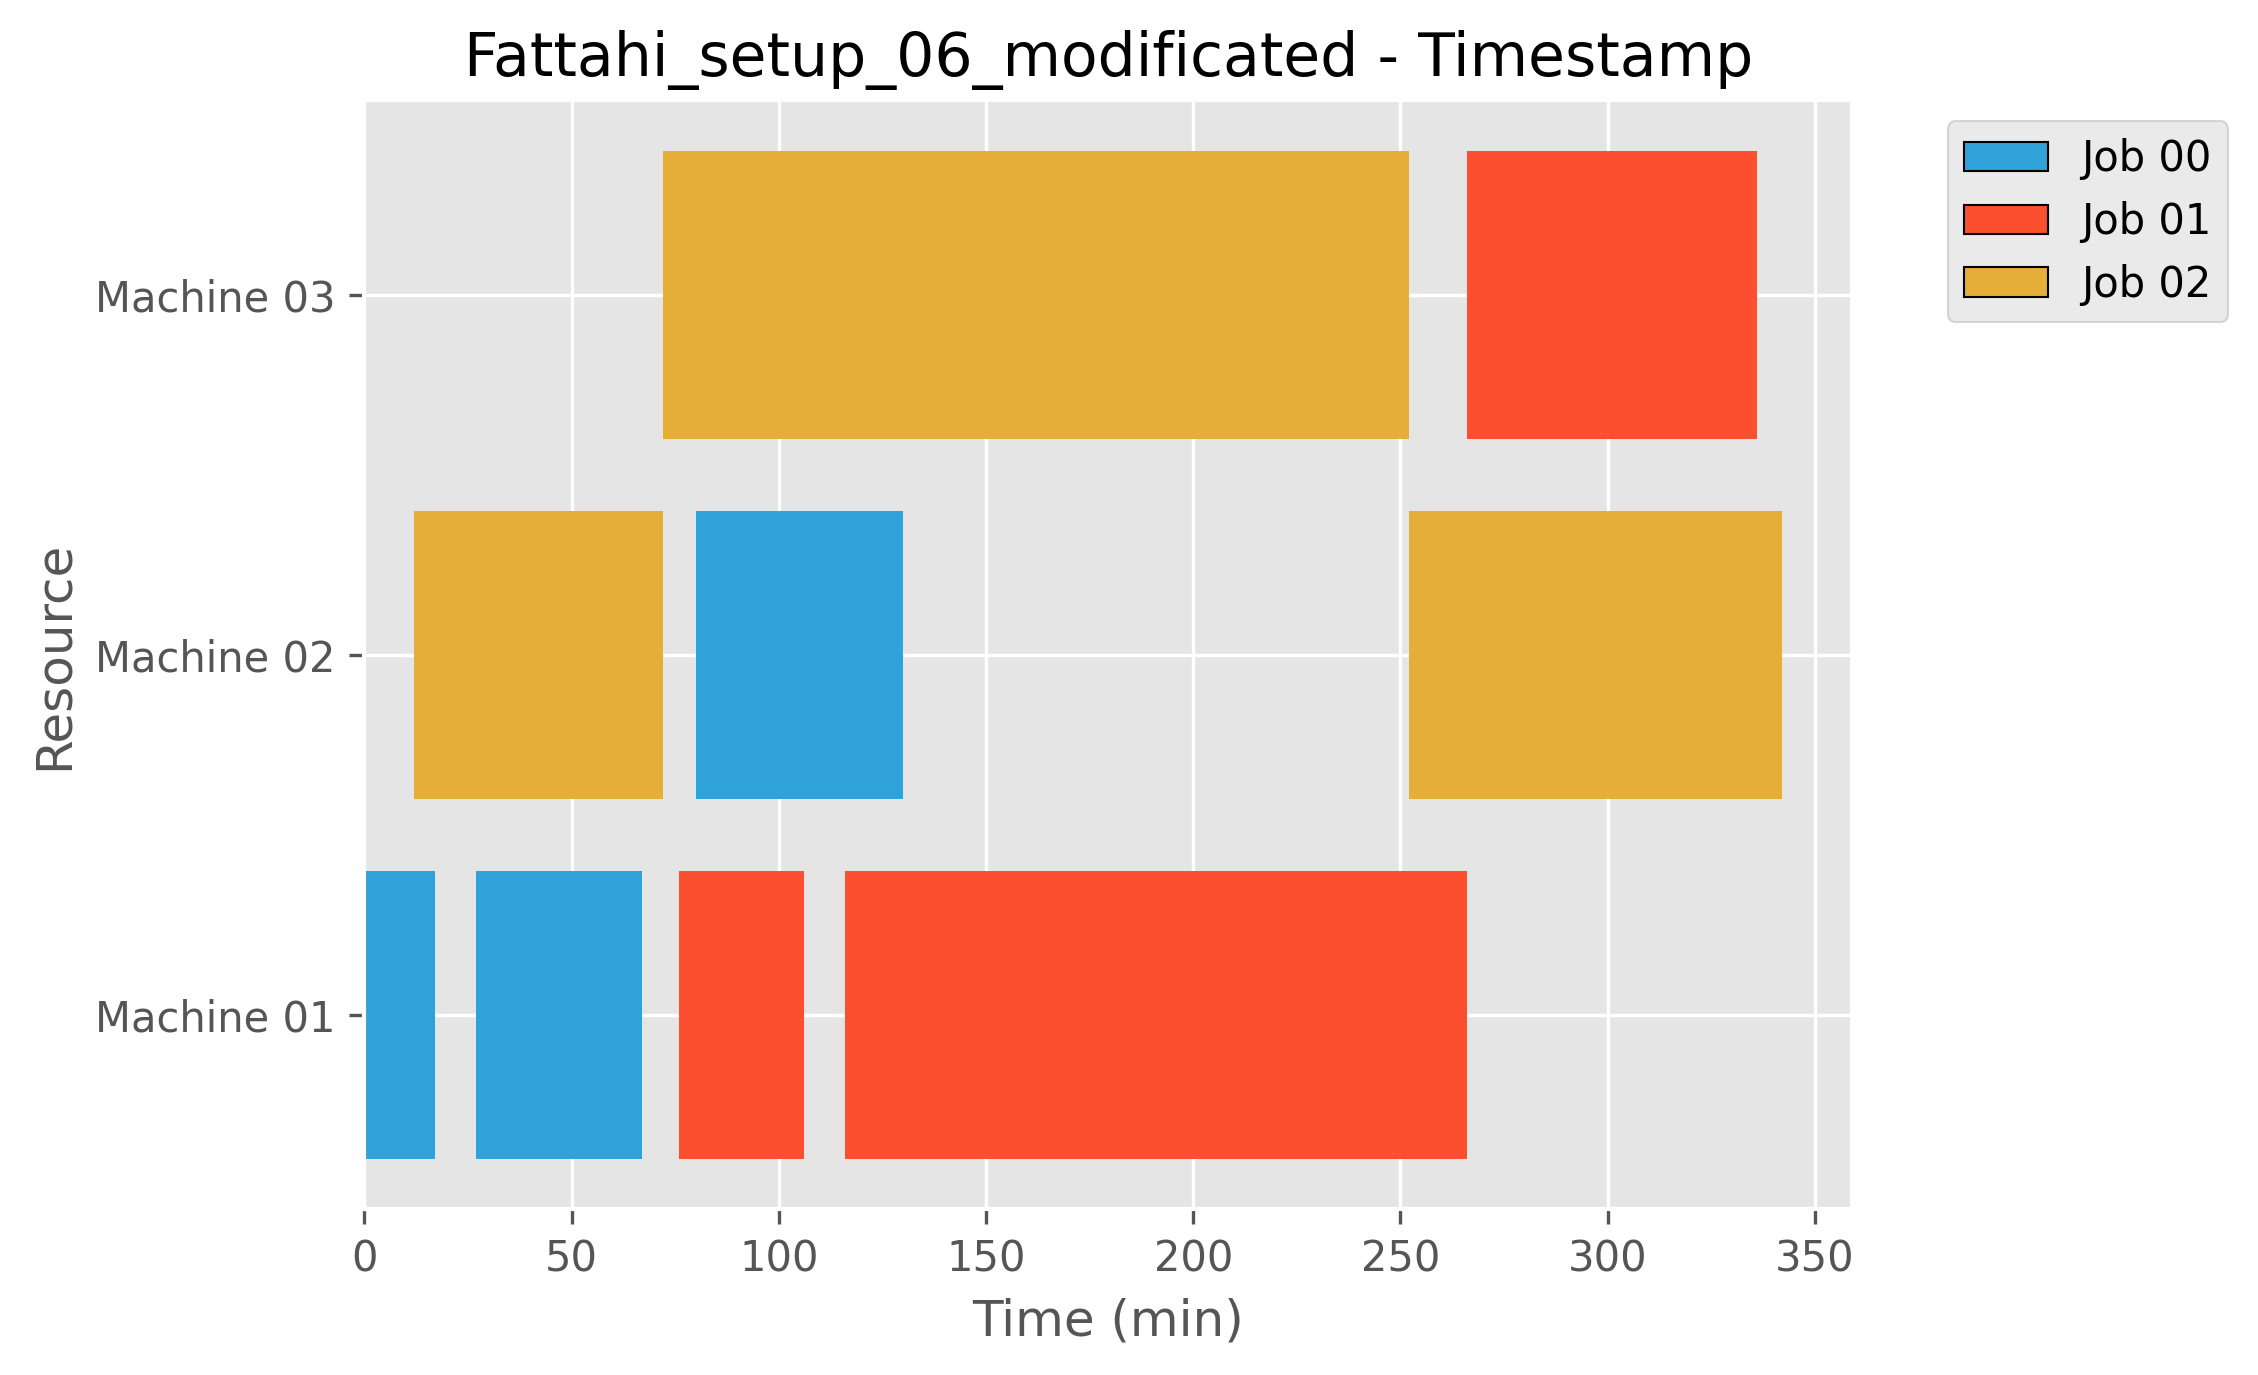 Fattahi_setup_06_modificated - Timestamp
Job 00
Job 01
Job 02
Machine 03
Machine 02
Machine 01
Resource
0 50 100 150 200 250 300 350
Time (min)